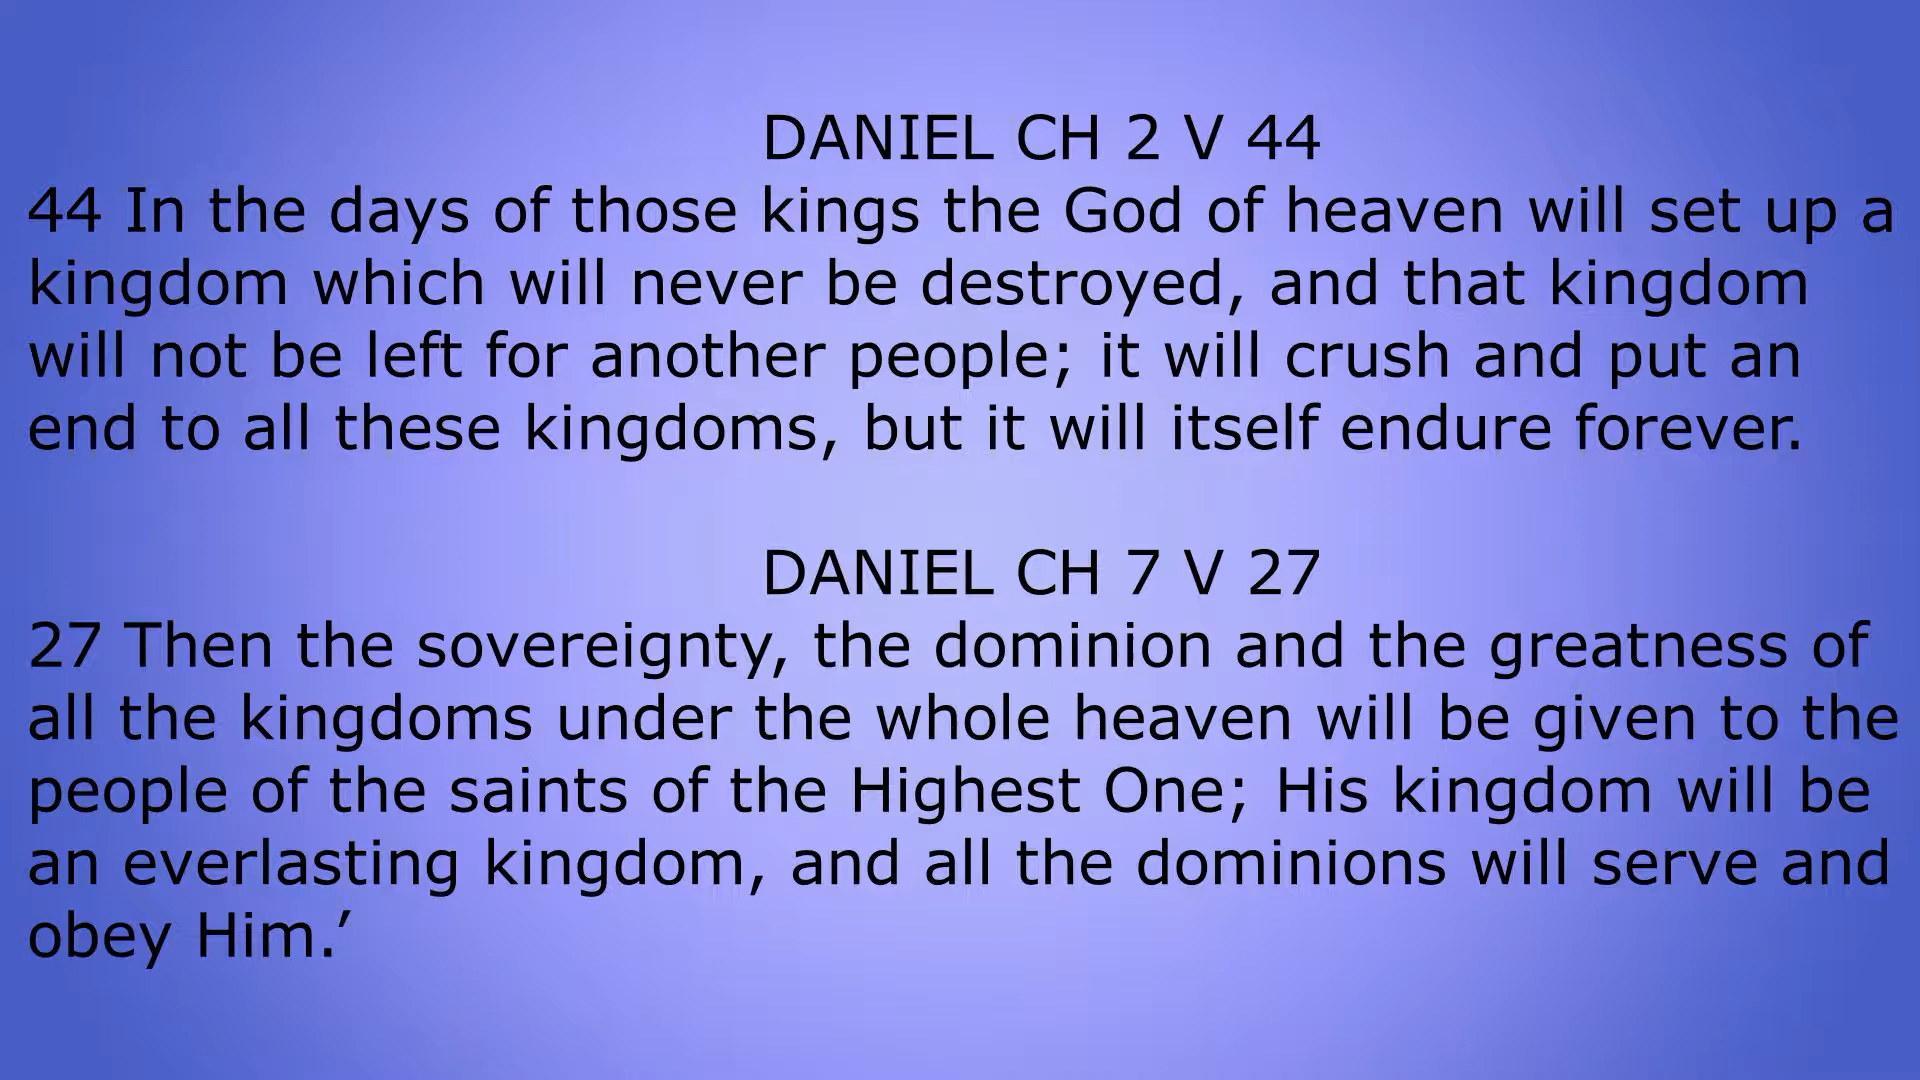 DANIEL CH 2 V 44
44 In the days of those kings the God of heaven will set up a
kingdom which will never be destroyed, and that kingdom
will not be left for another people; it will crush and put an
end to all these kingdoms, but it will itself endure forever.
DANIEL CH 7 V 27
27 Then the sovereignty, the dominion and the greatness of
all the kingdoms under the whole heaven will be given to the
people of the saints of the Highest One; His kingdom will be
an everlasting kingdom, and all the dominions will serve and
obey Him.’